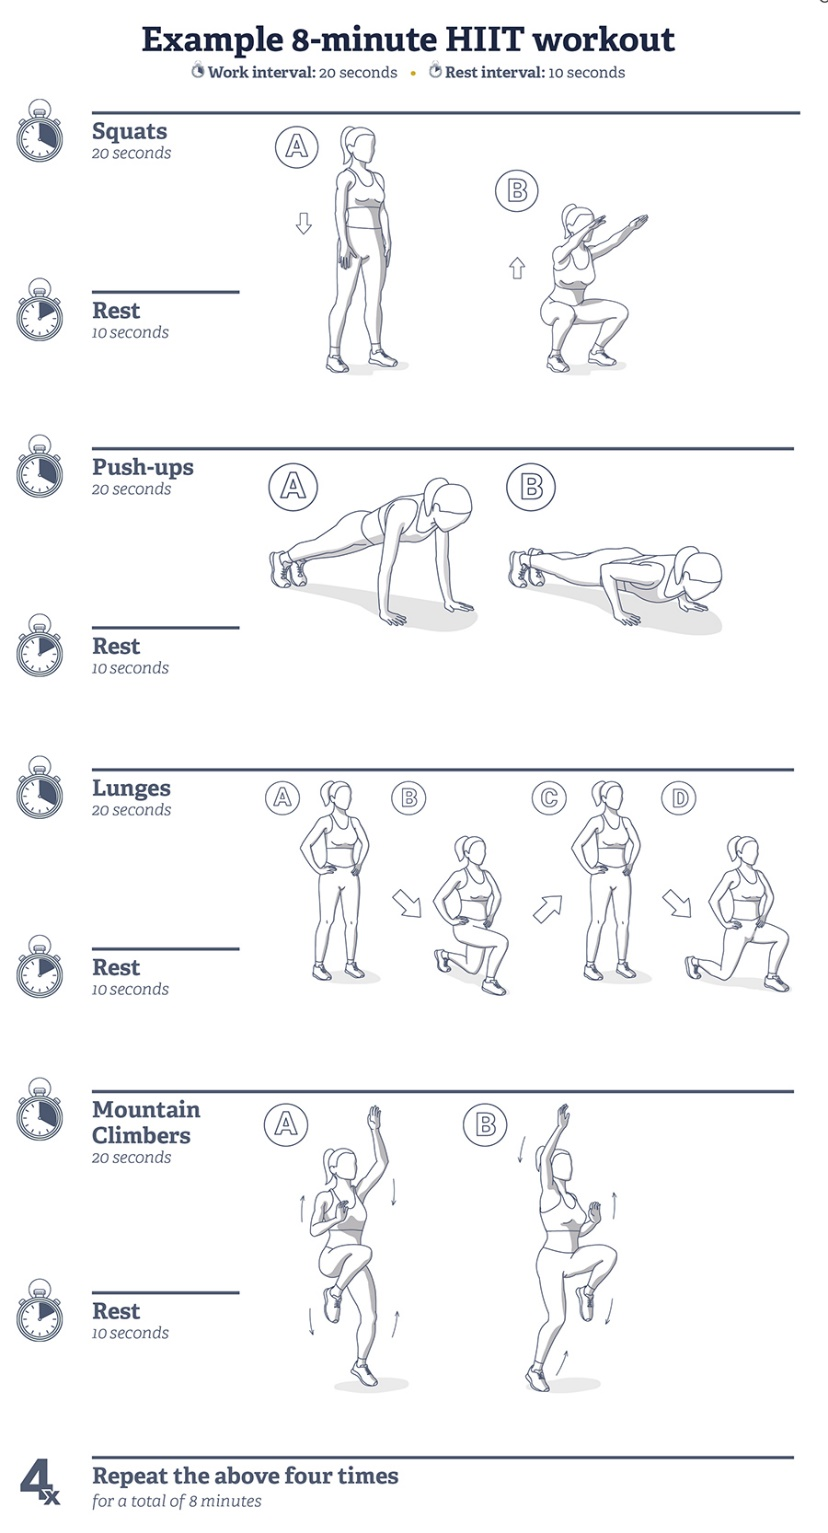 Example 8-minute HIIT workout
Work interval: 20 seconds • Rest interval: 10 seconds
Squats
20 seconds
A
B
Rest
10 seconds
Push-ups
20 seconds
A
B
Rest
10 seconds
Lunges
20 seconds
A
B
C
D
Rest
10 seconds
Mountain
Climbers
20 seconds
A
B
Rest
10 seconds
4x
Repeat the above four times
for a total of 8 minutes